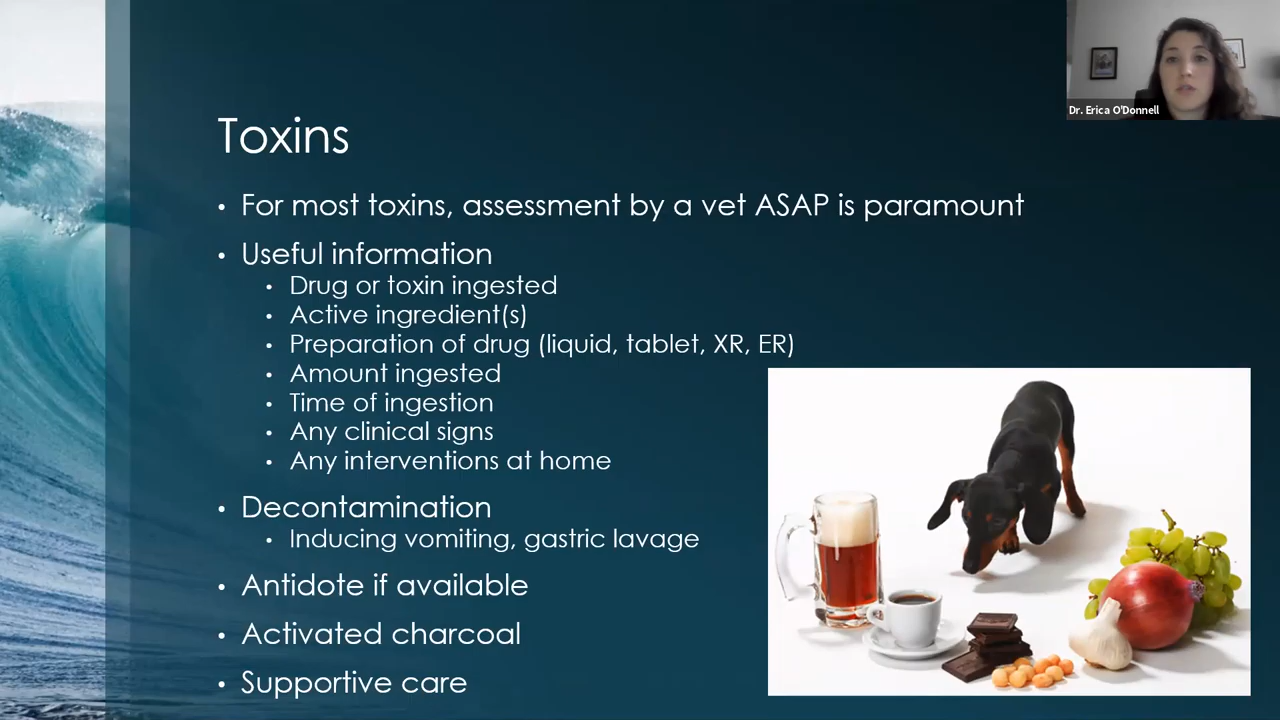 Dr. Erica O'Donnell
Toxins
• For most toxins, assessment by a vet ASAP is paramount
• Useful information
• Drug or toxin ingested
• Active ingredient(s)
• Preparation of drug (liquid, tablet, XR, ER)
• Amount ingested
• Time of ingestion
• Any clinical signs
• Any interventions at home
• Decontamination
• Inducing vomiting, gastric lavage
• Antidote if available
• Activated charcoal
• Supportive care